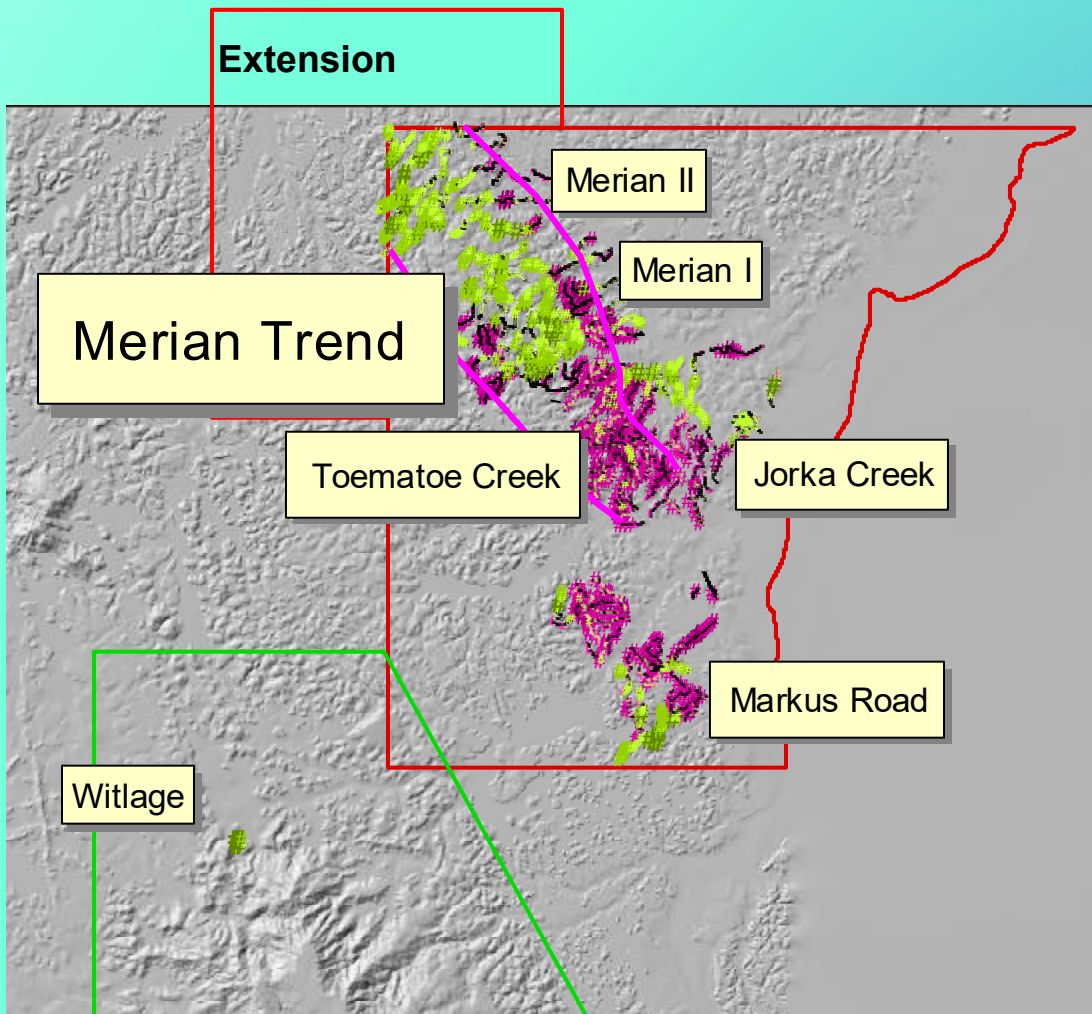 Extension
Merian II
Merian I
Merian Trend
Toematoe Creek
Jorka Creek
Markus Road
Witlage